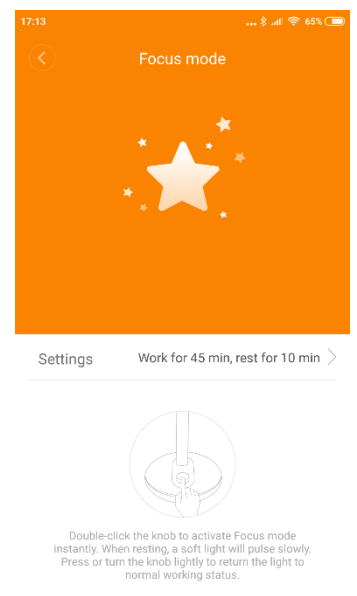 17:13 ... 65%
Focus mode
Settings Work for 45 min, rest for 10 min
Double-click the knob to activate Focus mode
instantly. When resting, a soft light will pulse slowly.
Press or turn the knob lightly to return the light to
normal working status.